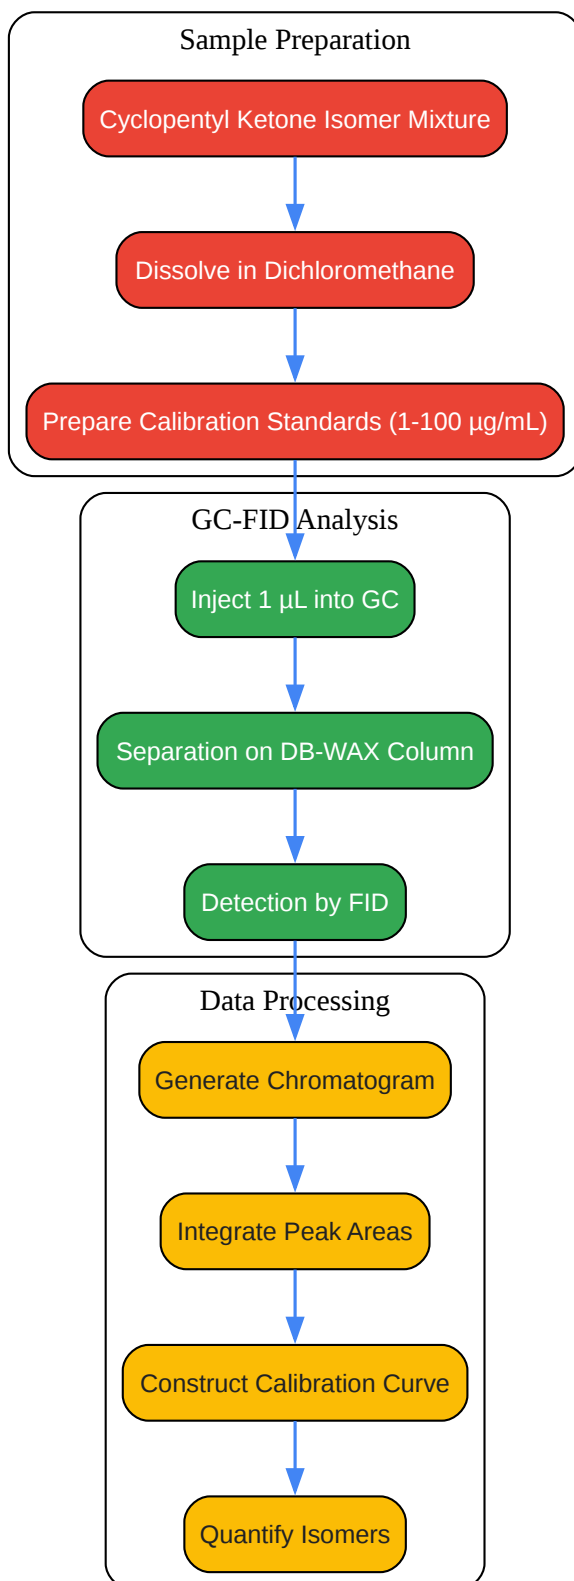 Sample Preparation
Cyclopentyl Ketone Isomer Mixture
Dissolve in Dichloromethane
Prepare Calibration Standards (1-100 µg/mL)
GC-FID Analysis
Inject 1 µL into GC
Separation on DB-WAX Column
Detection by FID
Data Processing
Generate Chromatogram
Integrate Peak Areas
Construct Calibration Curve
Quantify Isomers